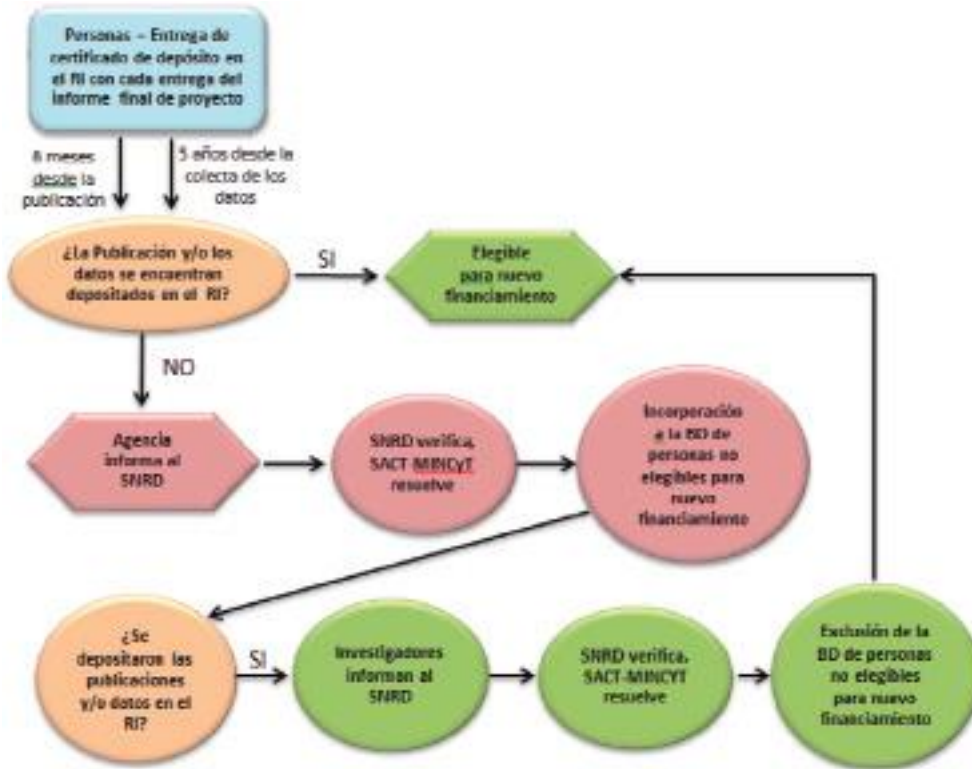 Personas – Entrega de
certificado de depósito en
el RI con cada entrega del
informe final de proyecto
6 meses
desde la
publicación
5 años desde la
colecta de los
datos
¿La Publicación y/o los
datos se encuentran
depositados en el RI?
SI
Elegible
para nuevo
financiamiento
NO
Agencia
informa al
SNRD
SNRD verifica,
SACT-MINCyT
resuelve
Incorporación
a la BD de
personas no
elegibles para
nuevo
financiamiento
¿Se
depositaron las
publicaciones
y/o datos en el
RI?
SI
Investigadores
informan al
SNRD
SNRD verifica,
SACT-MINCYT
resuelve
Exclusión de la
BD de personas
no elegibles
para nuevo
financiamiento